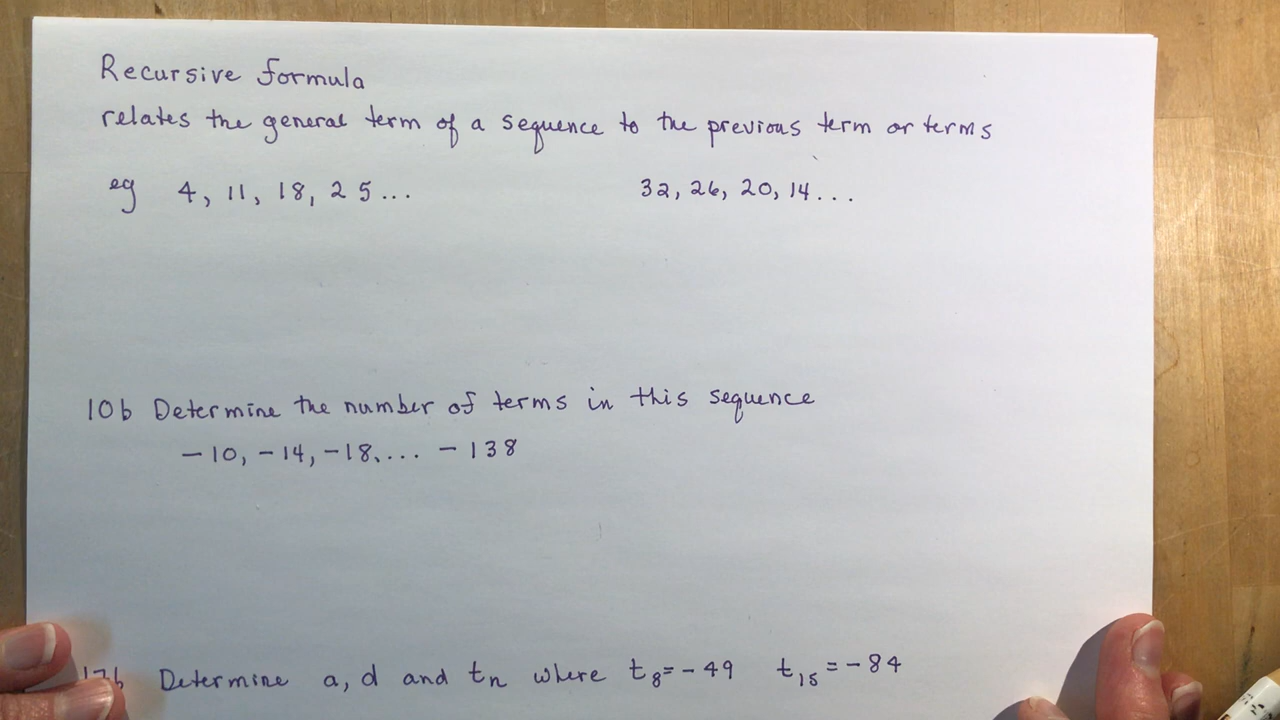 Recursive formula
relates the general term of a sequence to the previous term or terms
eg 4, 11, 18, 25... 32, 26, 20, 14...
10b Determine the number of terms in this sequence
-10, -14, -18,... -138
Determine a, d and tn where t8=-49 t15=-84